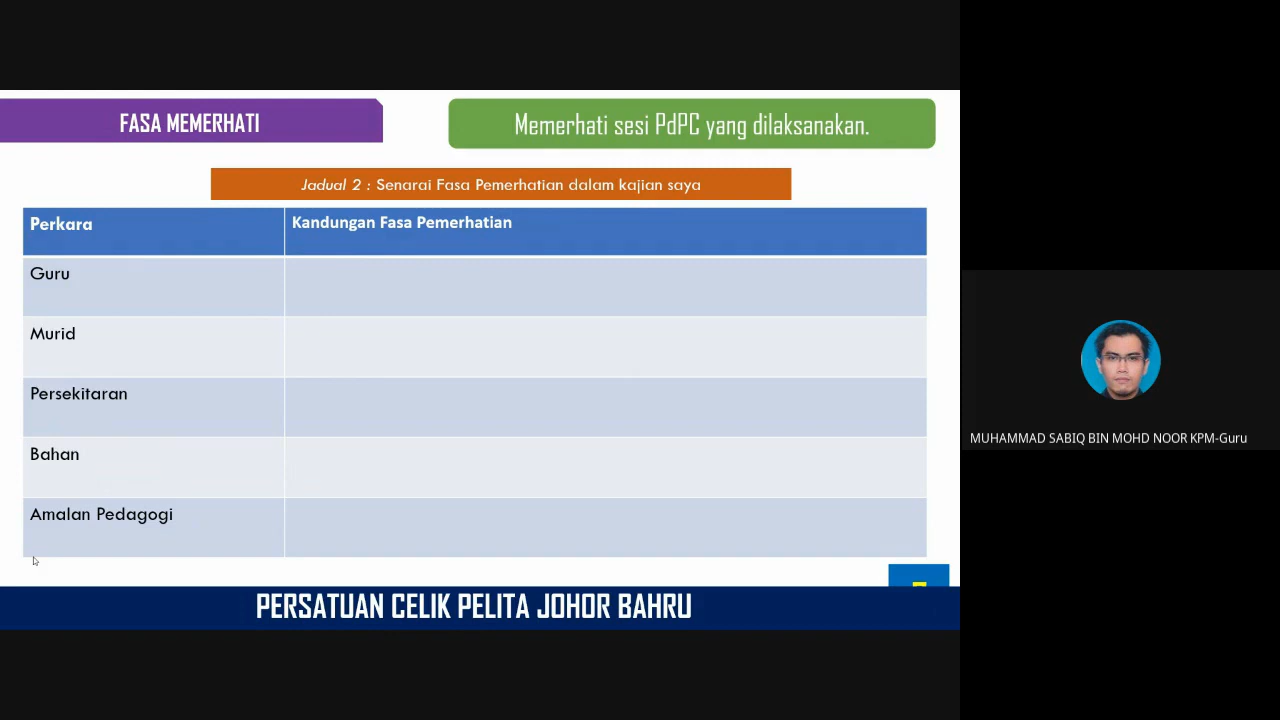 FASA MEMERHATI
Memerhati sesi PdPC yang dilaksanakan.
Jadual 2 : Senarai Fasa Pemerhatian dalam kajian saya
Perkara
Kandungan Fasa Pemerhatian
Guru
Murid
Persekitaran
Bahan
Amalan Pedagogi
MUHAMMAD SABIQ BIN MOHD NOOR KPM-Guru
PERSATUAN CELIK PELITA JOHOR BAHRU